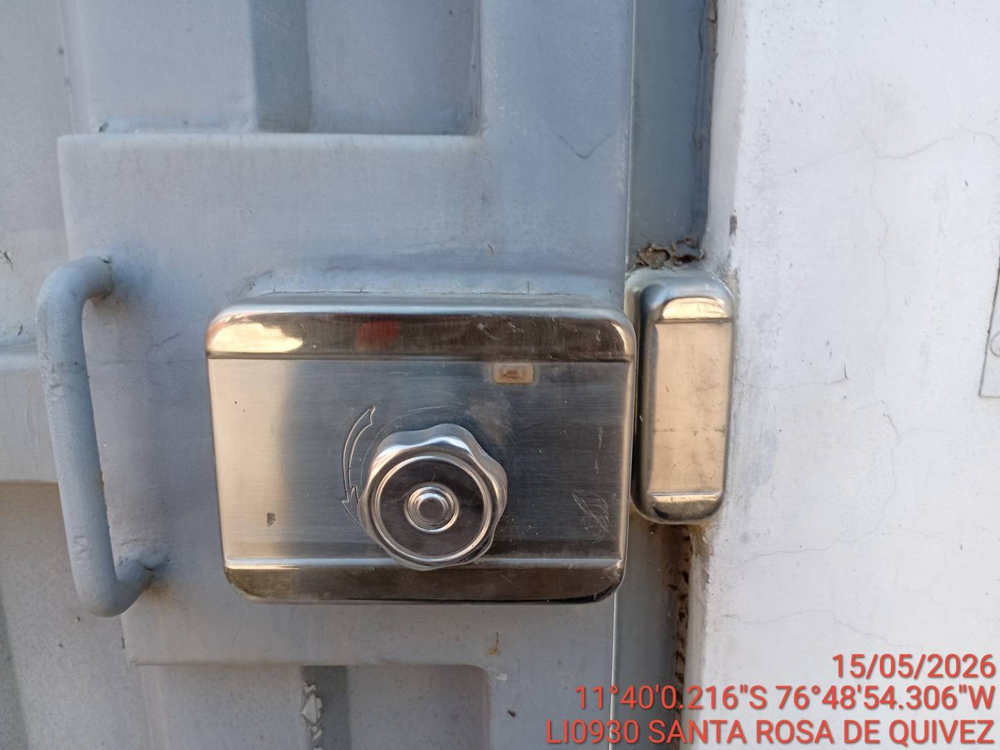 15/05/2026
11°40'0.216"S 76°48'54.306"W
LI0930 SANTA ROSA DE QUIVEZ